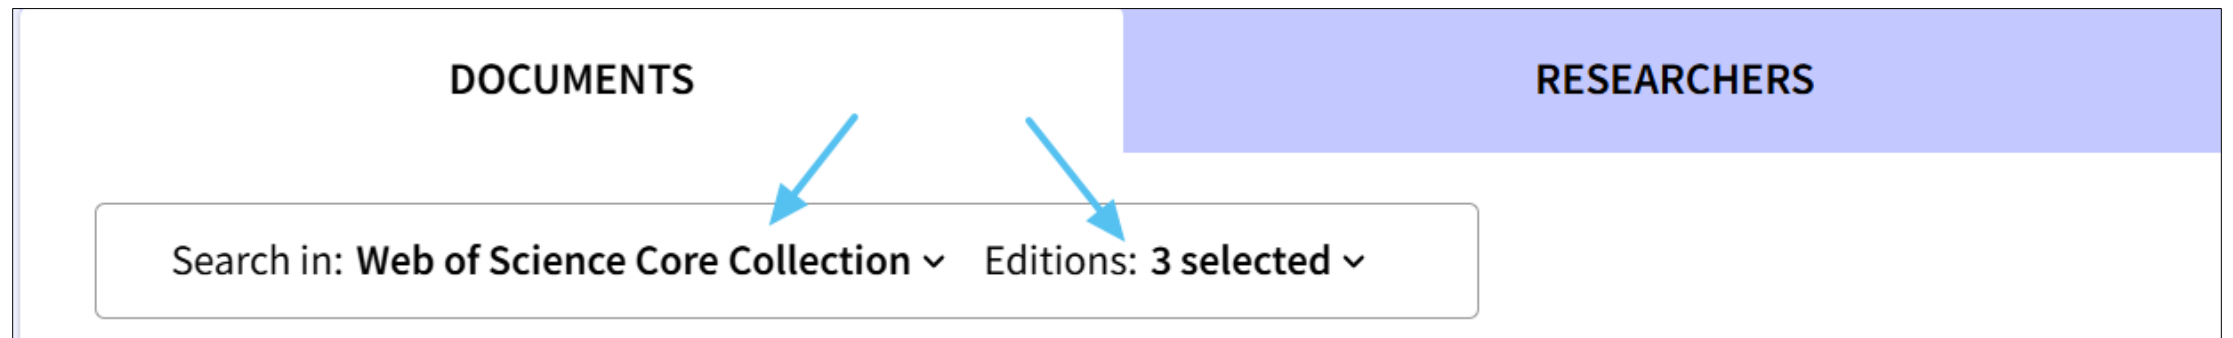 DOCUMENTS
RESEARCHERS
Search in: Web of Science Core Collection Editions: 3 selected